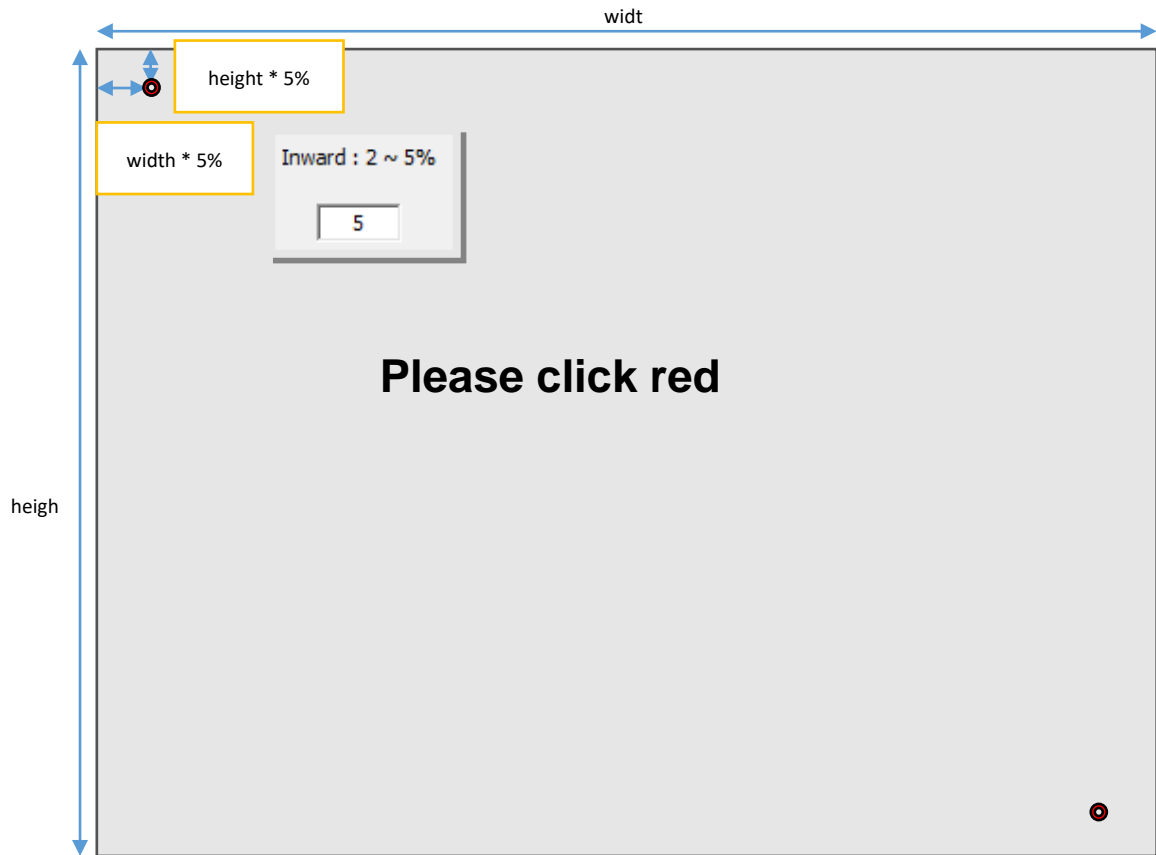 widt
height * 5%
width * 5%
Inward : 2 ~ 5%
5
Please click red
heigh